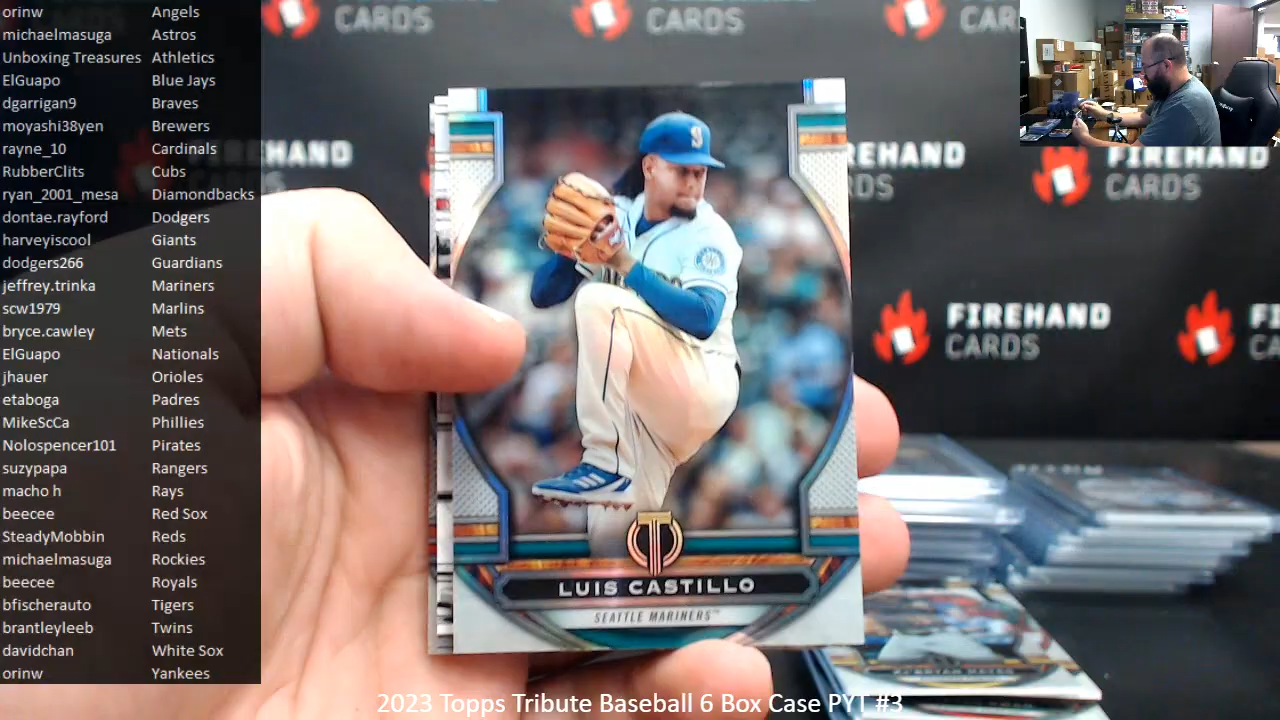 orinw Angels
michaelmasuga Astros
Unboxing Treasures Athletics
ElGuapo Blue Jays
dgarrigan9 Braves
moyashi38yen Brewers
rayne_10 Cardinals
RubberClits Cubs
ryan_2001_mesa Diamondbacks
dontae.rayford Dodgers
harveyiscool Giants
dodgers266 Guardians
jeffrey.trinka Mariners
scw1979 Marlins
bryce.cawley Mets
ElGuapo Nationals
jhauer Orioles
etaboga Padres
MikeScCa Phillies
Nolospencer101 Pirates
suzypapa Rangers
macho h Rays
beecee Red Sox
SteadyMobbin Reds
michaelmasuga Rockies
beecee Royals
bfischerauto Tigers
brantleyleeb Twins
davidchan White Sox
orinw Yankees
CARDS
CARDS
CARDS
FIREHAND
FIREHAND
CARDS
FIREHAND
CARDS
S
T
LUIS CASTILLO
SEATTLE MARINERS™
2023 Topps Tribute Baseball 6 Box Case PYT #3